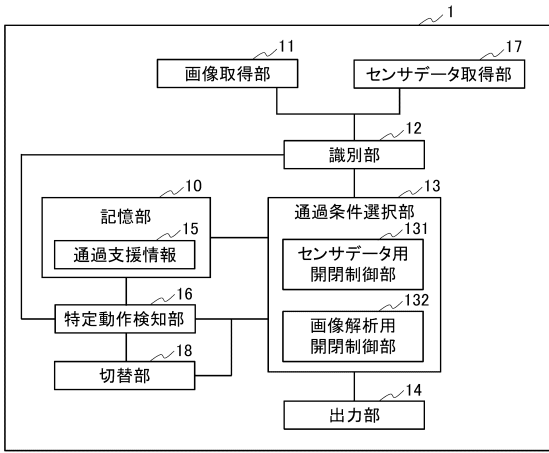 1
11
画像取得部
17
センサデータ取得部
12
識別部
10
記憶部
15
通過支援情報
13
通過条件選択部
131
センサデータ用
開閉制御部
132
画像解析用
開閉制御部
16
特定動作検知部
18
切替部
14
出力部